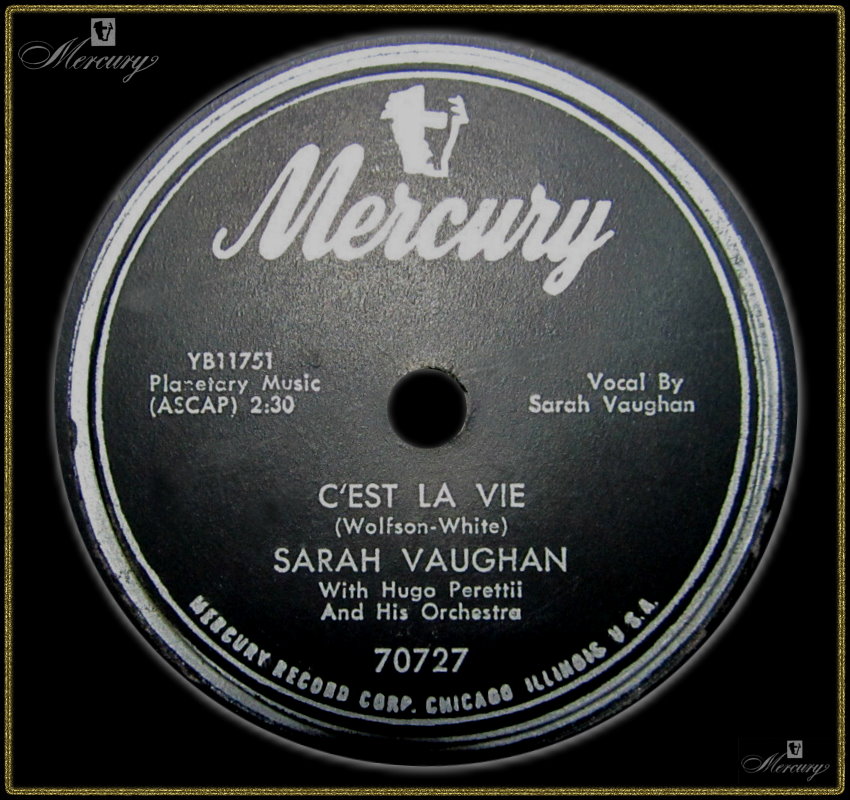 Mercury
Mercury
YB11751
Planetary Music
(ASCAP) 2:30
Vocal By
Sarah Vaughan
C'EST LA VIE
(Wolfson-White)
SARAH VAUGHAN
With Hugo Perettii
And His Orchestra
70727
MERCURY RECORD CORP. CHICAGO ILLINOIS U.S.A.
Mercury